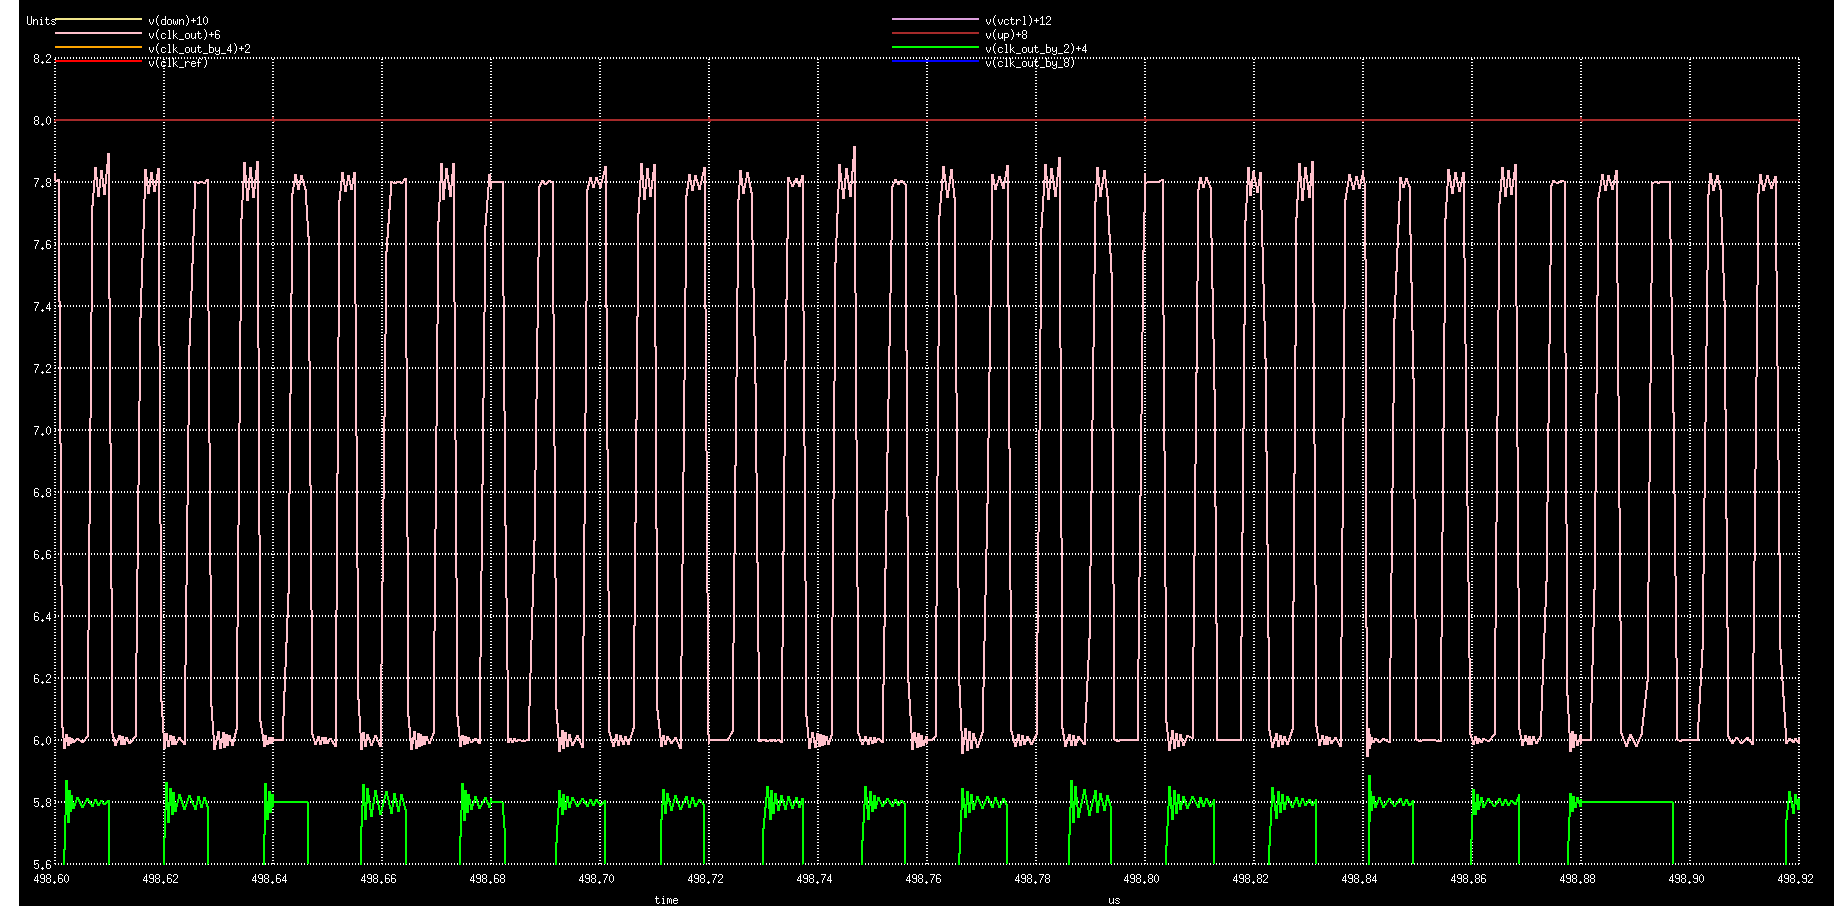 Units
v(down)+10 v(vctrl)+12
v(clk_out)+6 v(up)+8
v(clk_out_by_4)+2 v(clk_out_by_2)+4
v(clk_ref) v(clk_out_by_8)
8.2
8.0
7.8
7.6
7.4
7.2
7.0
6.8
6.6
6.4
6.2
6.0
5.8
5.6
498.60 498.62 498.64 498.66 498.68 498.70 498.72 498.74 498.76 498.78 498.80 498.82 498.84 498.86 498.88 498.90 498.92
time us